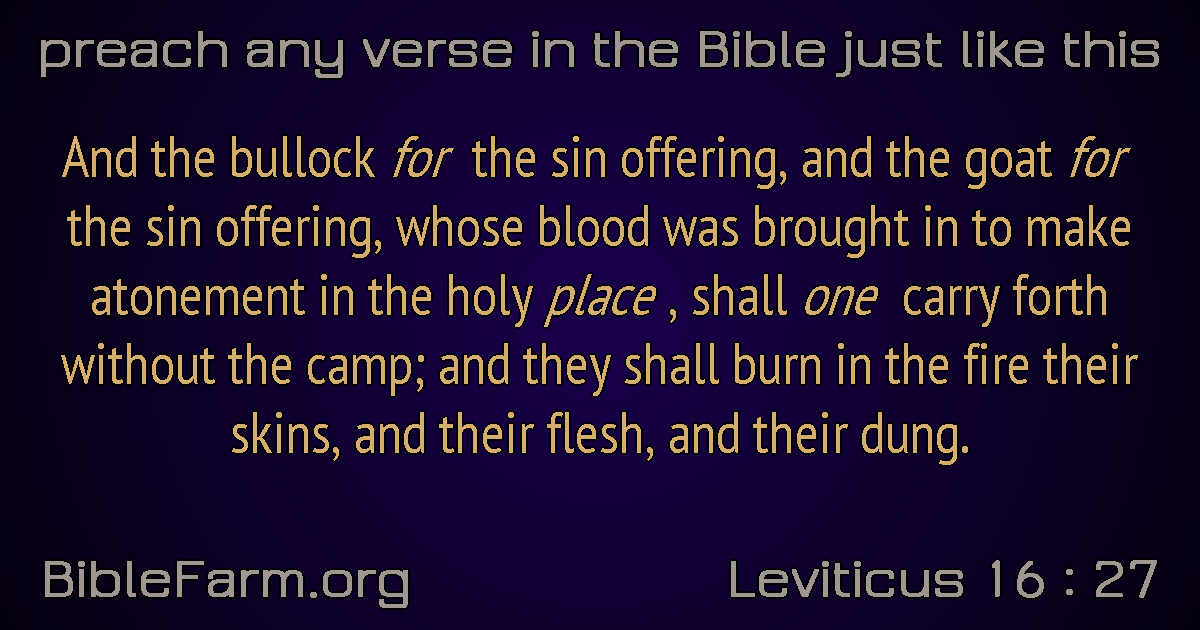 preach any verse in the Bible just like this
And the bullock for the sin offering, and the goat for
the sin offering, whose blood was brought in to make
atonement in the holy place , shall one carry forth
without the camp; and they shall burn in the fire their
skins, and their flesh, and their dung.
BibleFarm.org
Leviticus 16 : 27